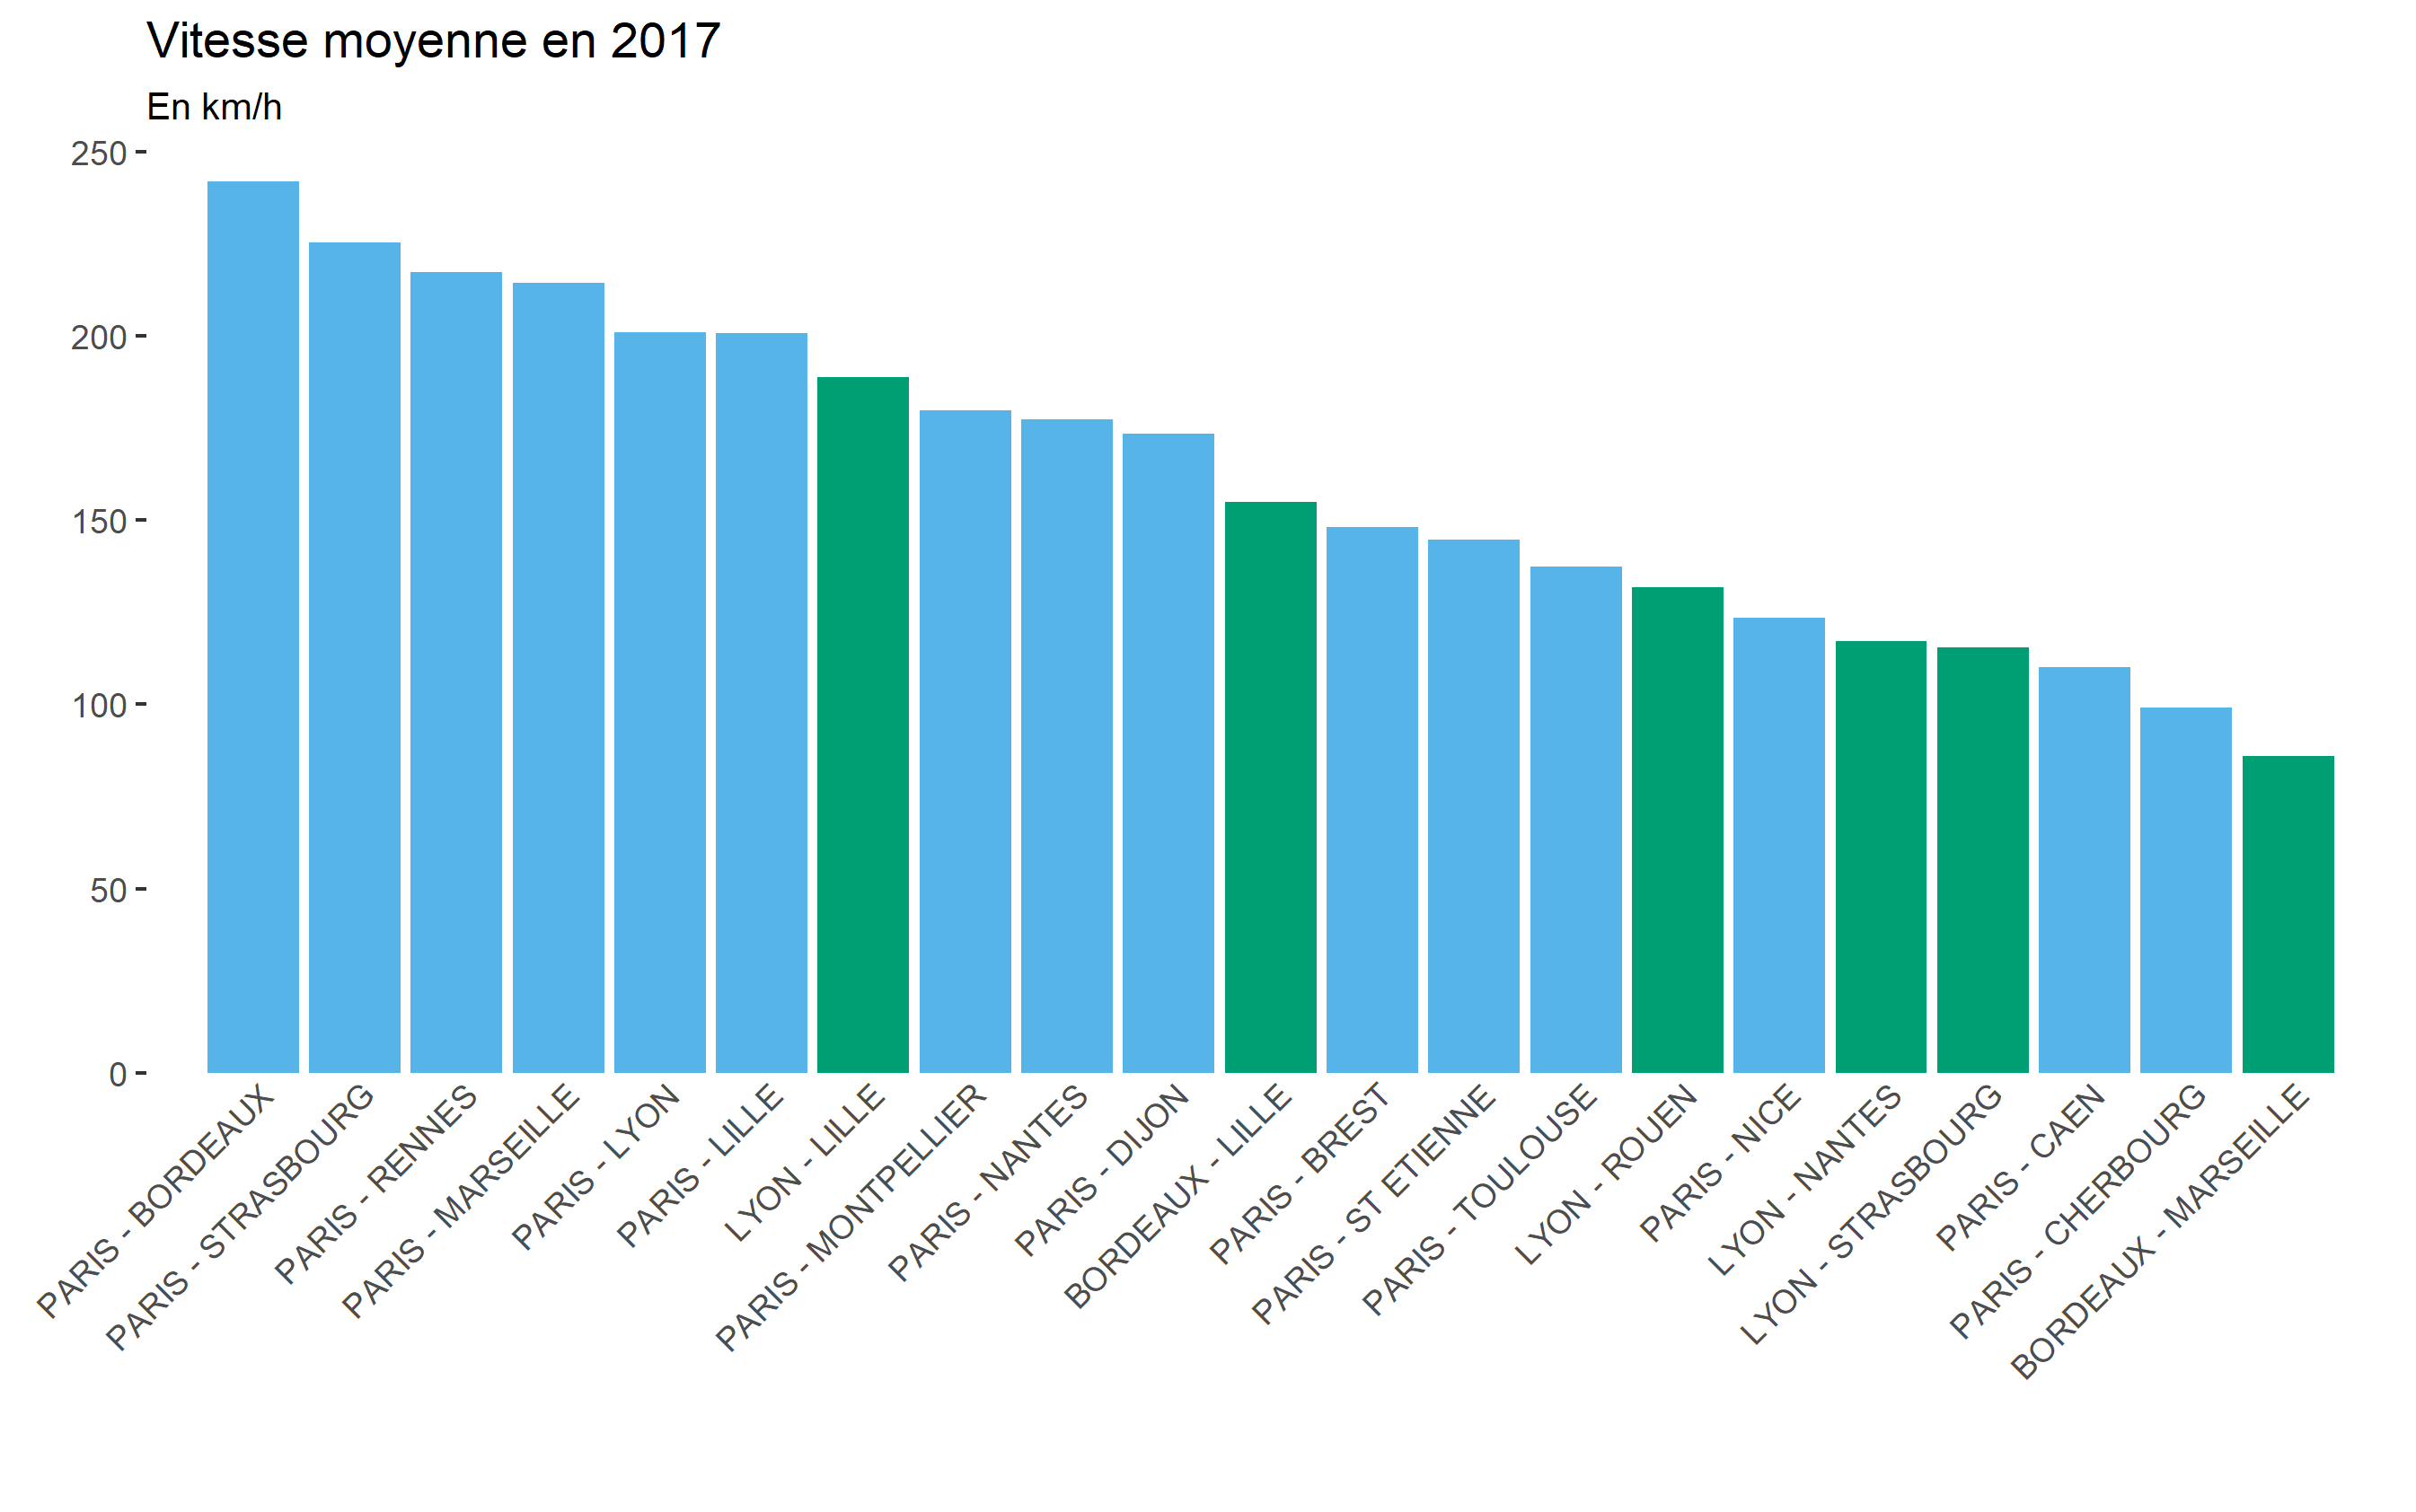 Vitesse moyenne en 2017
En km/h
250
200
150
100
50
0
PARIS - BORDEAUX
PARIS - STRASBOURG
PARIS - RENNES
PARIS - MARSEILLE
PARIS - LYON
PARIS - LILLE
LYON - LILLE
PARIS - MONTPELLIER
PARIS - NANTES
PARIS - DIJON
BORDEAUX - LILLE
PARIS - BREST
PARIS - ST ETIENNE
PARIS - TOULOUSE
LYON - ROUEN
PARIS - NICE
LYON - NANTES
LYON - STRASBOURG
PARIS - CAEN
PARIS - CHERBOURG
BORDEAUX - MARSEILLE